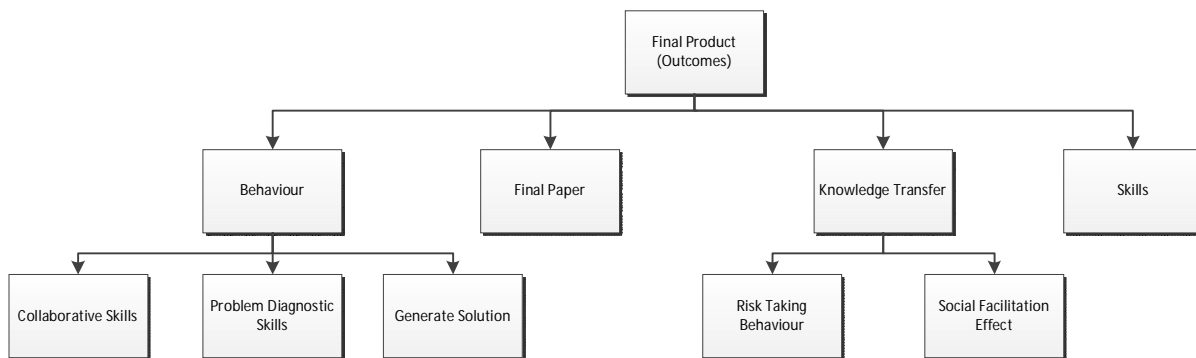 Final Product
(Outcomes)
Behaviour
Final Paper
Knowledge Transfer
Skills
Collaborative Skills
Problem Diagnostic
Skills
Generate Solution
Risk Taking
Behaviour
Social Facilitation
Effect